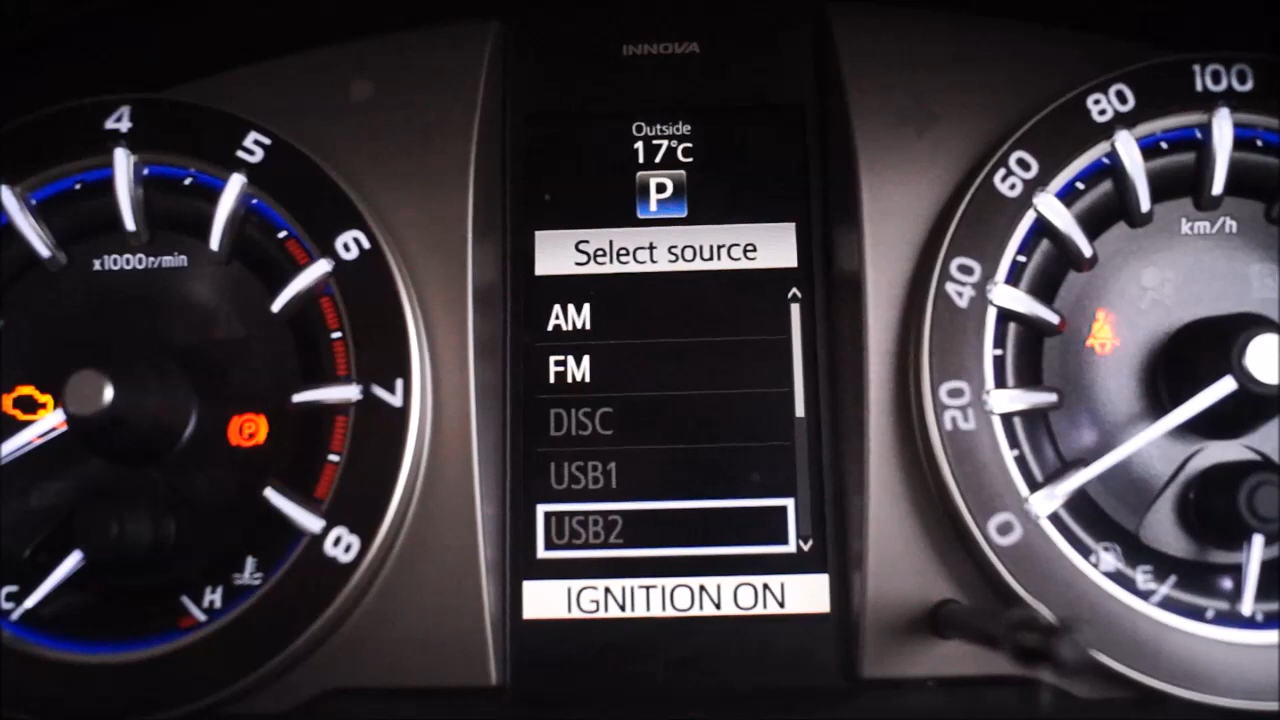 INNOVA
Outside
17°C
P
Select source
AM
FM
DISC
USB1
USB2
IGNITION ON
4
5
6
7
8
x1000r/min
P
C
H
100
80
60
40
20
0
km/h
E